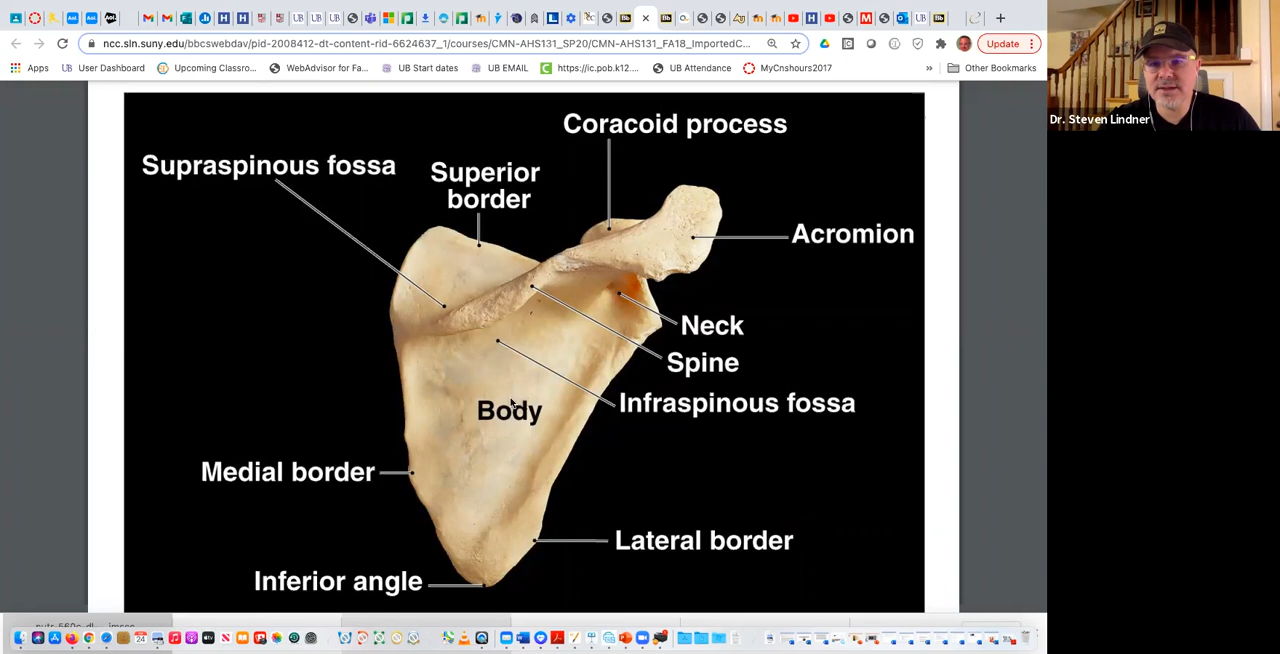 Update
ncc.sln.suny.edu/bbcswebdav/pid-2008412-dt-content-rid-6624637_1/courses/CMN-AHS131_SP20/CMN-AHS131_FA18_ImportedC...
Apps
User Dashboard
Upcoming Classro...
WebAdvisor for Fa...
UB Start dates
UB EMAIL
https://ic.pob.k12....
UB Attendance
MyCnshours2017
»
Other Bookmarks
Dr. Steven Lindner
Coracoid process
Supraspinous fossa
Superior
border
Acromion
Neck
Spine
Infraspinous fossa
Body
Medial border
Lateral border
Inferior angle